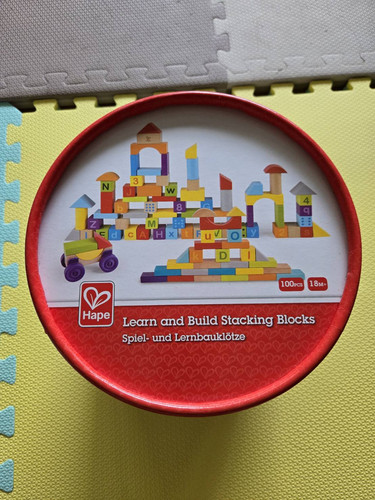 Hape
Learn and Build Stacking Blocks
Spiel- und Lernbauklötze
100PCS
18M+